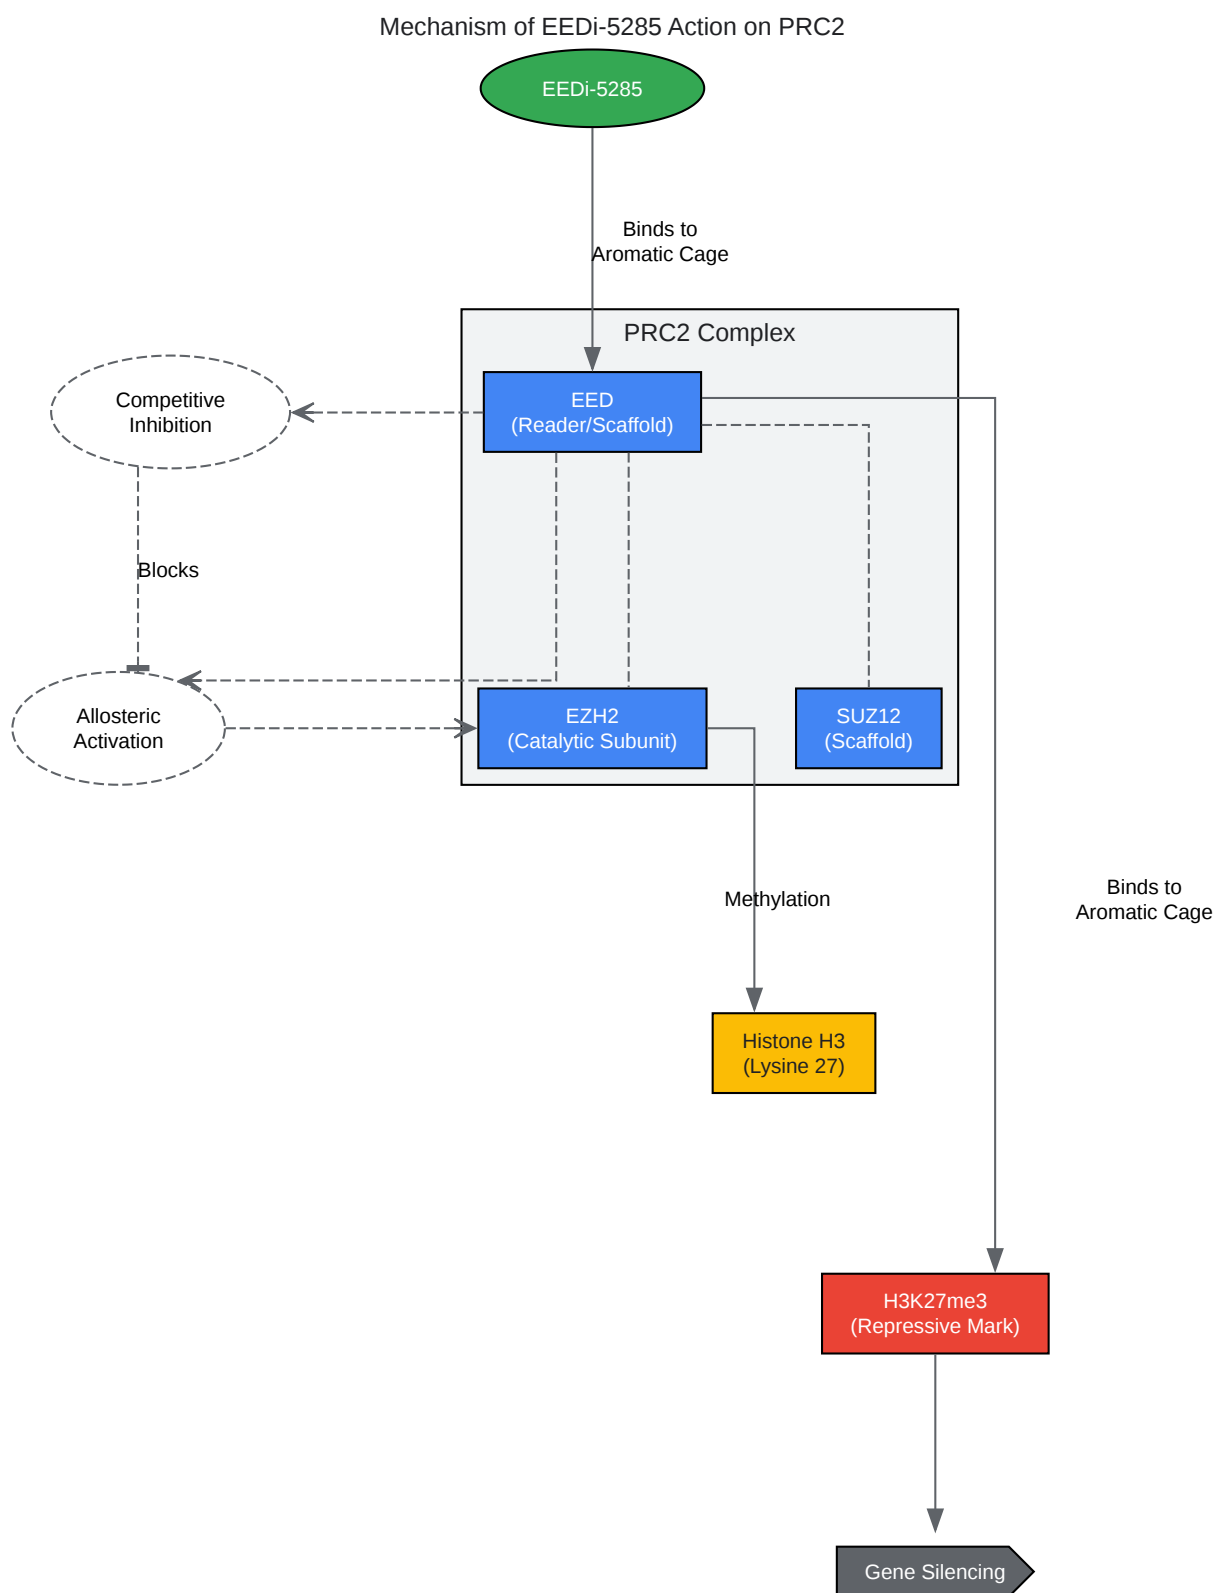 Mechanism of EEDi-5285 Action on PRC2
EEDi-5285
Binds to
Aromatic Cage
PRC2 Complex
EED
(Reader/Scaffold)
Competitive
Inhibition
Blocks
Allosteric
Activation
EZH2
(Catalytic Subunit)
SUZ12
(Scaffold)
Methylation
Binds to
Aromatic Cage
Histone H3
(Lysine 27)
H3K27me3
(Repressive Mark)
Gene Silencing